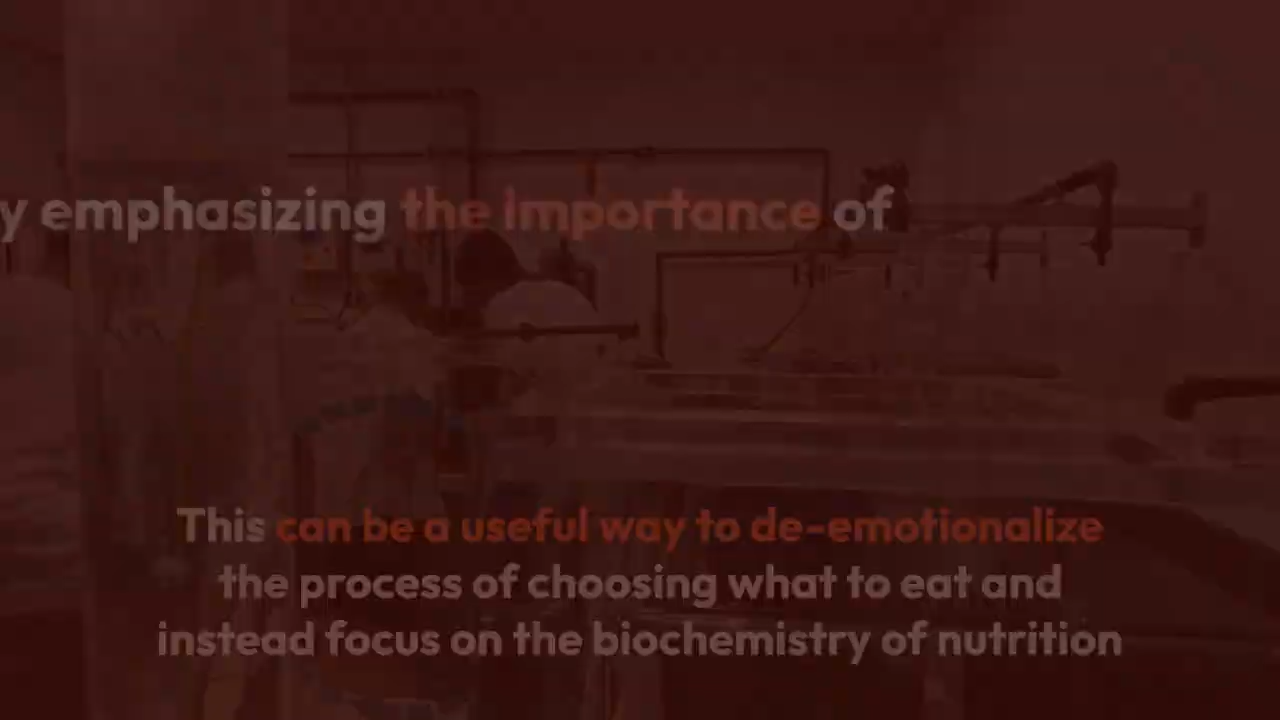 y emphasizing the importance of
This can be a useful way to de-emotionalize
the process of choosing what to eat and
instead focus on the biochemistry of nutrition